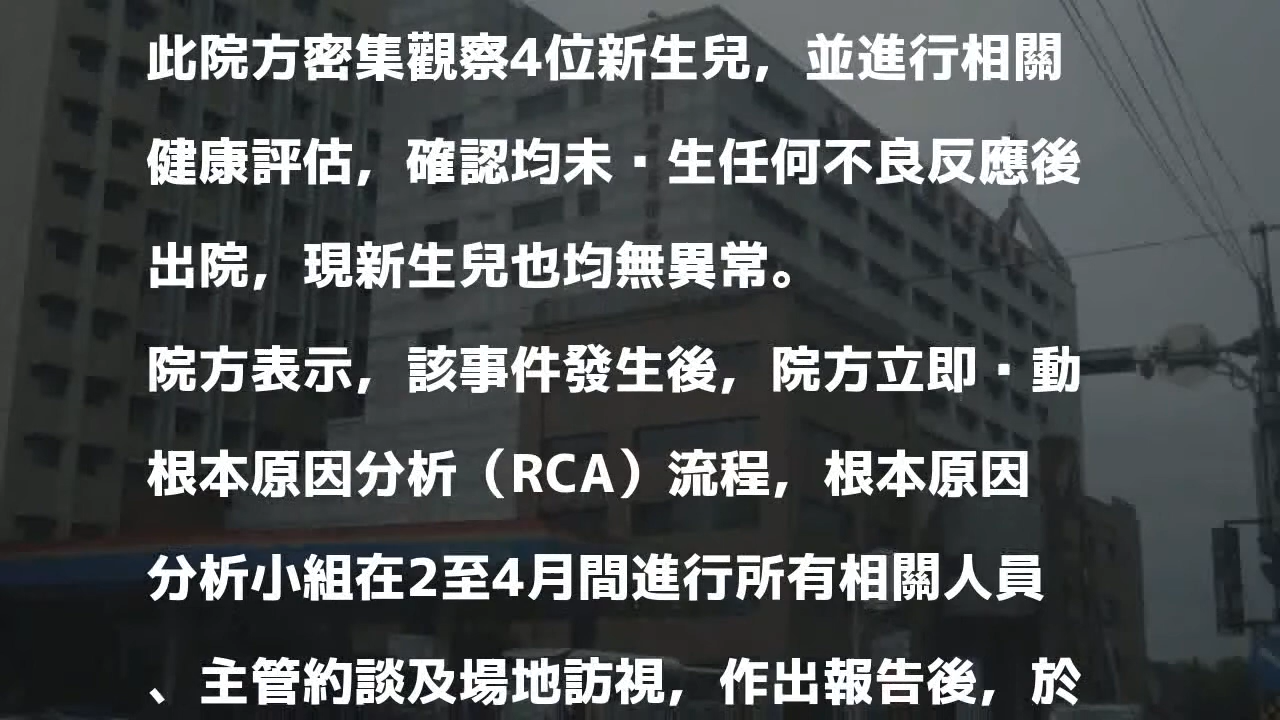 此院方密集觀察4位新生兒，並進行相關
健康評估，確認均未·生任何不良反應後
出院，現新生兒也均無異常。
院方表示，該事件發生後，院方立即·動
根本原因分析（RCA）流程，根本原因
分析小組在2至4月間進行所有相關人員
、主管約談及場地訪視，作出報告後，於